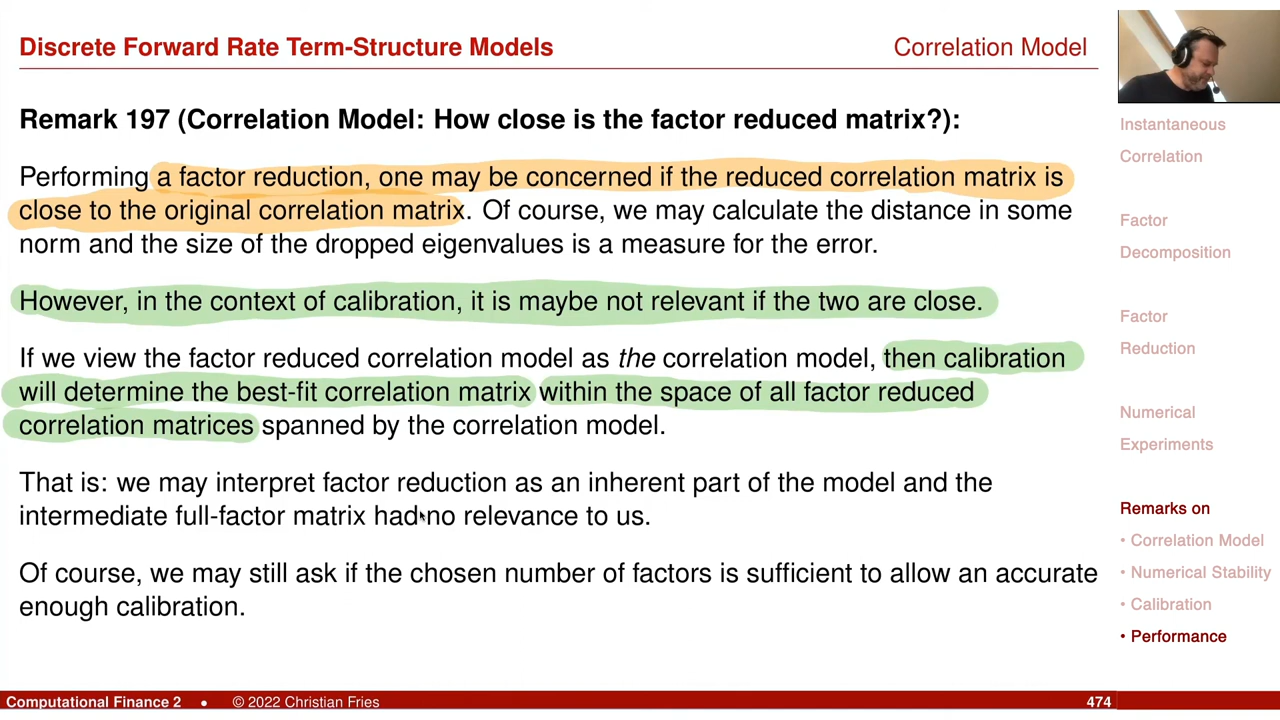 Discrete Forward Rate Term-Structure Models
Correlation Model
Remark 197 (Correlation Model: How close is the factor reduced matrix?):
Performing a factor reduction, one may be concerned if the reduced correlation matrix is
close to the original correlation matrix. Of course, we may calculate the distance in some
norm and the size of the dropped eigenvalues is a measure for the error.
However, in the context of calibration, it is maybe not relevant if the two are close.
If we view the factor reduced correlation model as the correlation model, then calibration
will determine the best-fit correlation matrix within the space of all factor reduced
correlation matrices spanned by the correlation model.
That is: we may interpret factor reduction as an inherent part of the model and the
intermediate full-factor matrix had no relevance to us.
Of course, we may still ask if the chosen number of factors is sufficient to allow an accurate
enough calibration.
Instantaneous
Correlation
Factor
Decomposition
Factor
Reduction
Numerical
Experiments
Remarks on
• Correlation Model
• Numerical Stability
• Calibration
• Performance
Computational Finance 2 • © 2022 Christian Fries
474